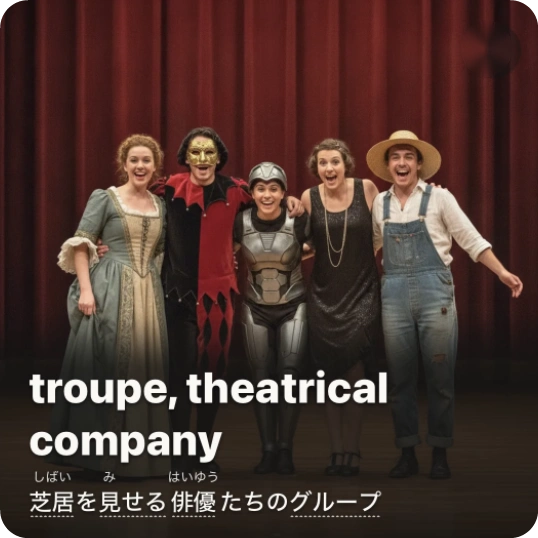 troupe, theatrical
company
しばい み はいゆう
芝居を見せる俳優たちのグループ